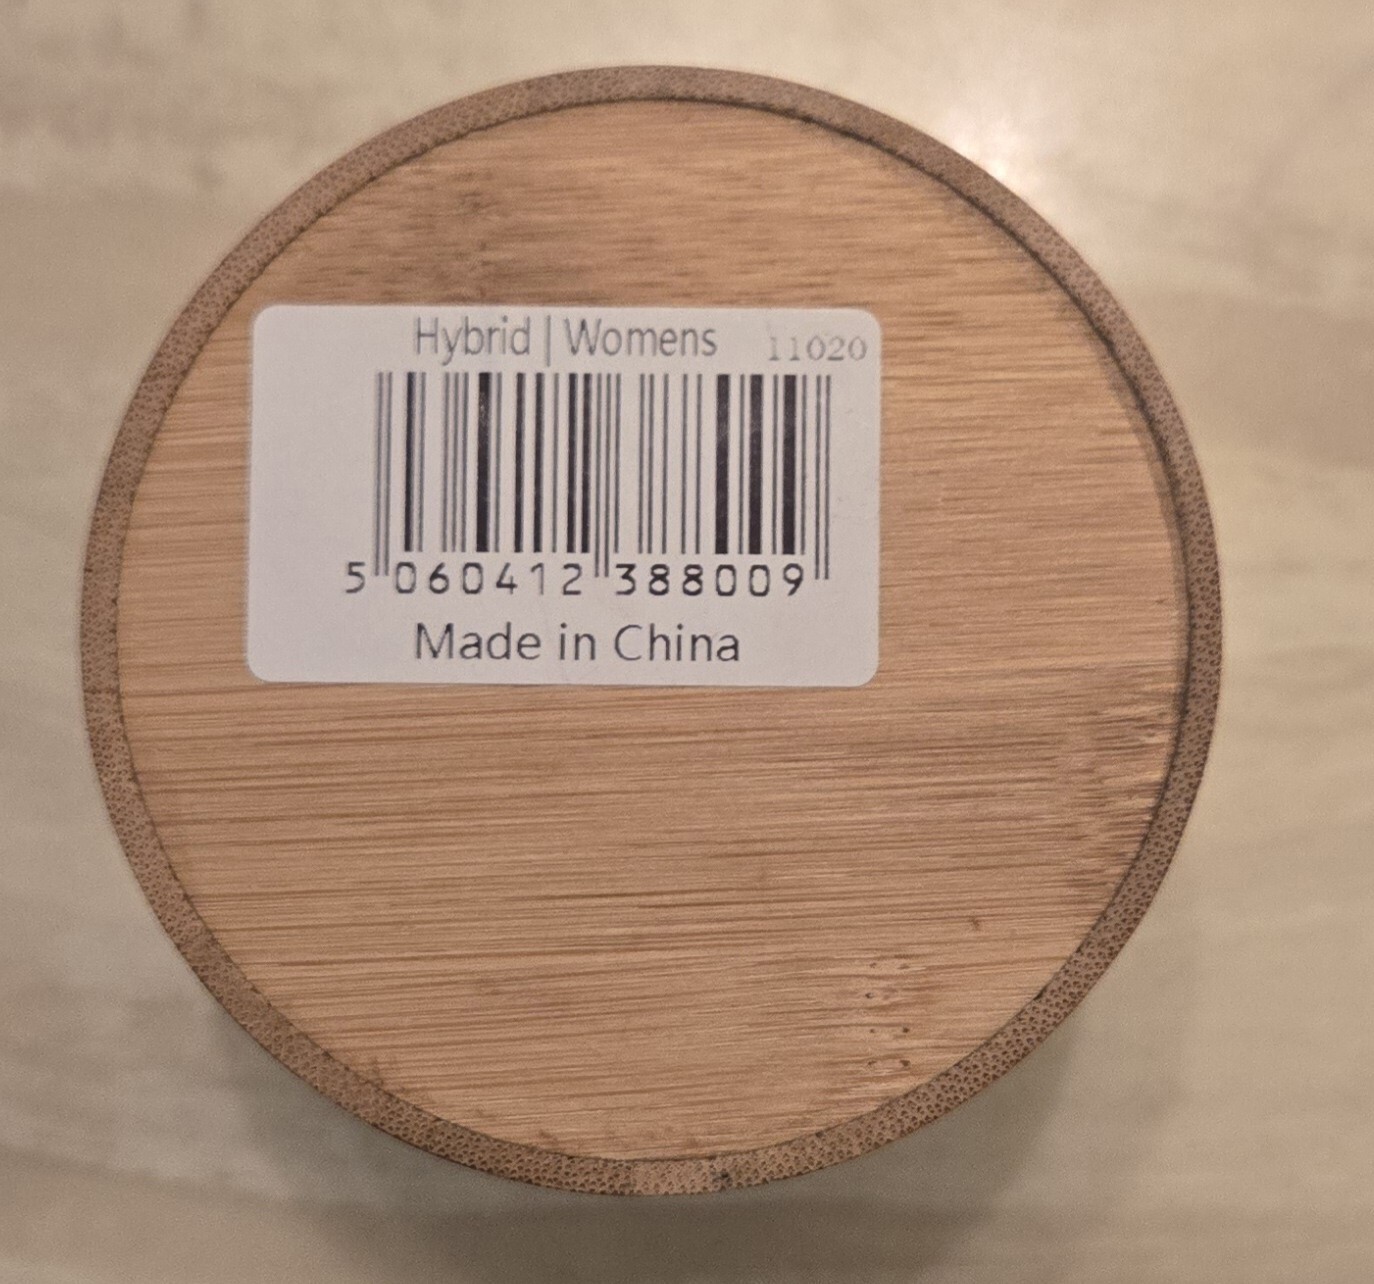 Hybrid | Womens 11020
5 060412 388009
Made in China